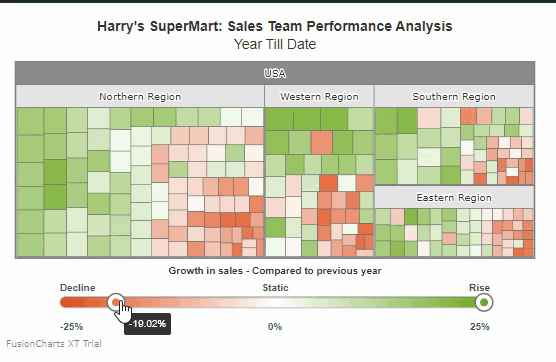 Harry's SuperMart: Sales Team Performance Analysis
Year Till Date
USA
Northern Region Western Region Southern Region
Eastern Region
Growth in sales - Compared to previous year
Decline Static Rise
-19.02%
-25% 0% 25%
FusionCharts XT Trial